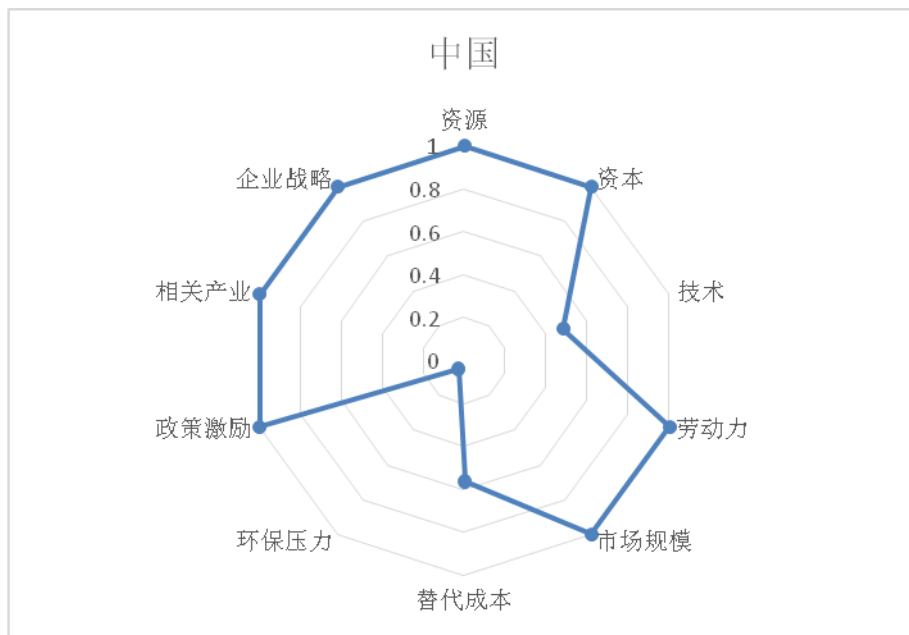 中国
资源
1
企业战略
资本
0.8
0.6
相关产业
技术
0.4
0.2
0
政策激励
劳动力
环保压力
市场规模
替代成本